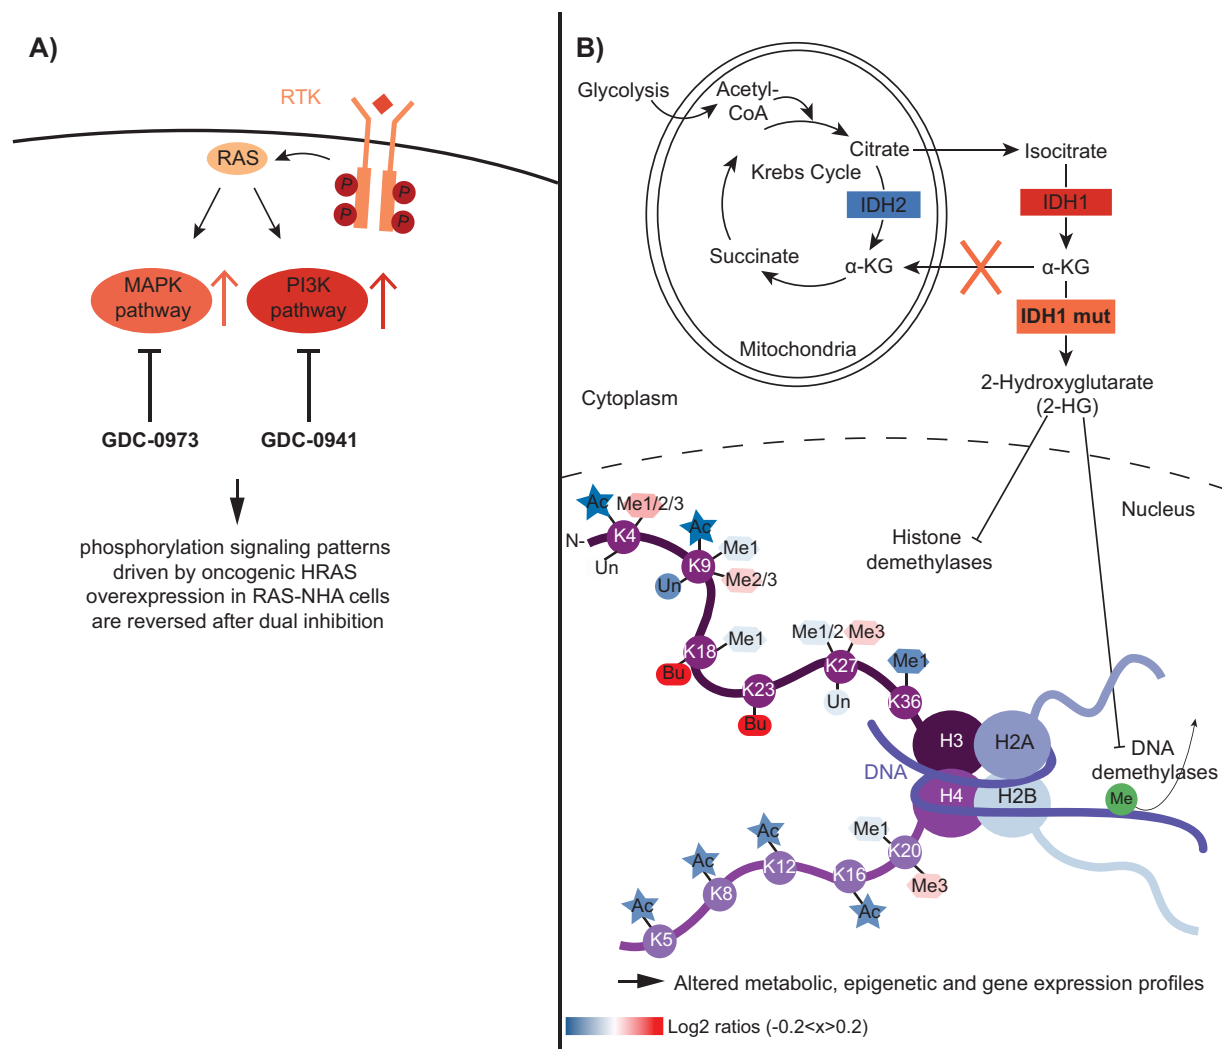 A)
RTK
RAS
P
P
P
P
MAPK
pathway
PI3K
pathway
GDC-0973
GDC-0941
phosphorylation signaling patterns
driven by oncogenic HRAS
overexpression in RAS-NHA cells
are reversed after dual inhibition
B)
Glycolysis
Acetyl-
CoA
Citrate
Isocitrate
Krebs Cycle
IDH2
IDH1
Succinate
α-KG
α-KG
IDH1 mut
Mitochondria
2-Hydroxyglutarate
(2-HG)
Cytoplasm
Nucleus
Histone
demethylases
N-
Ac
Me1/2/3
K4
Un
Ac
Me1
K9
Un
Me2/3
K18
Me1
Bu
K23
Bu
Me1/2
Me3
K27
Un
Me1
K36
H3
H2A
DNA
H4
H2B
DNA
demethylases
Me
Me1
K20
Me3
Ac
K12
K16
Ac
Ac
K8
Ac
K5
Altered metabolic, epigenetic and gene expression profiles
Log2 ratios (-0.2<x>0.2)